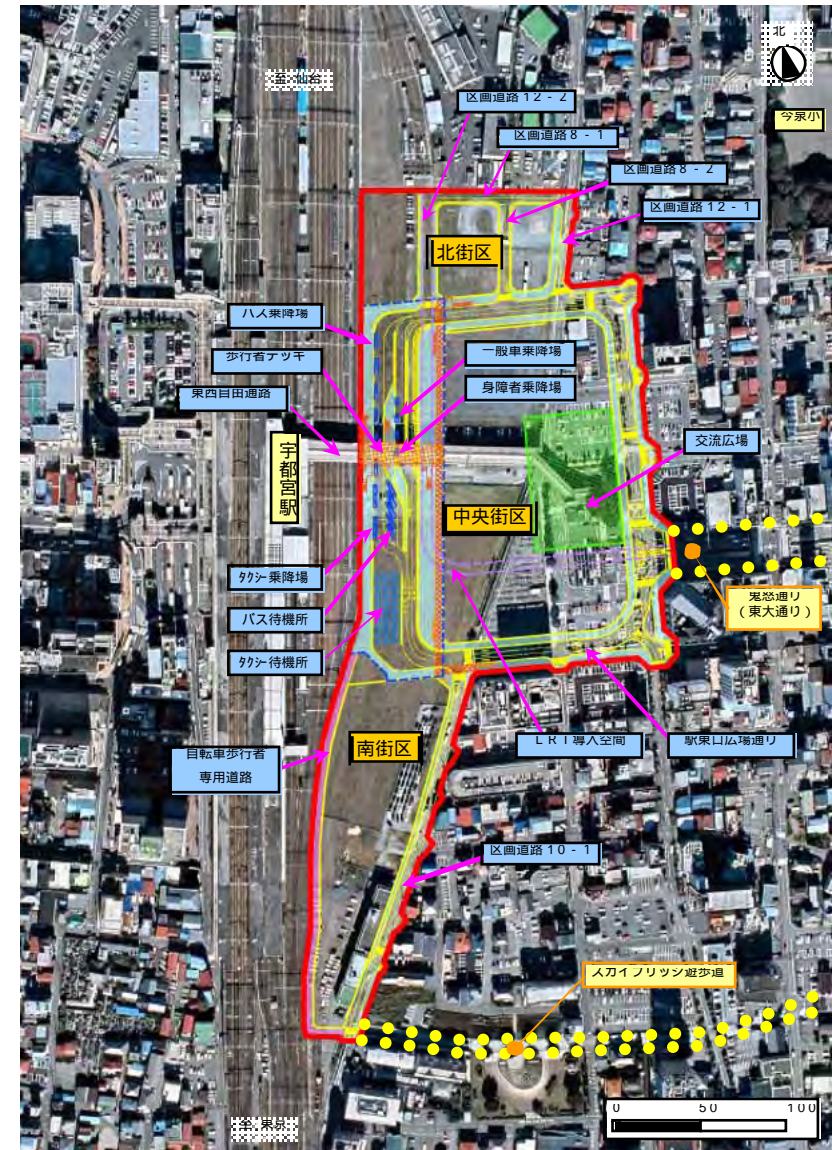 北
至 仙台
今泉小
区画道路12-2
区画道路8-1
区画道路8-2
区画道路12-1
北街区
バス乗降場
歩行者デッキ
東西自由通路
一般車乗降場
身障者乗降場
宇都宮駅
交流広場
中央街区
タクシー乗降場
バス待機所
タクシー待機所
鬼怒通り
(東大通り)
自転車歩行者
専用道路
南街区
LRT導入空間
駅東口広場通り
区画道路10-1
スカイブリッジ遊歩道
至 東京
0 50 100